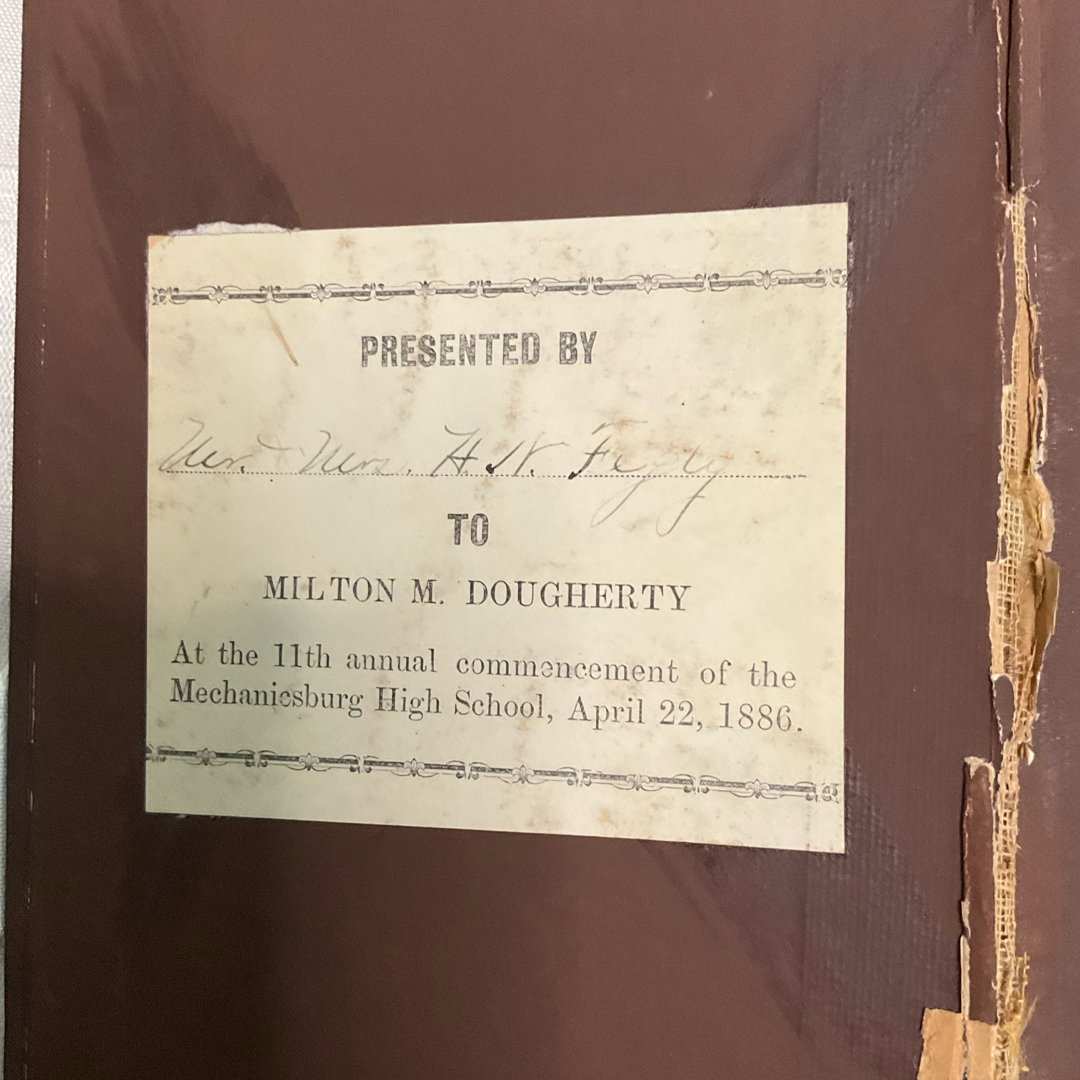 PRESENTED BY
Mr. & Mrs. H. N. Fegly
TO
MILTON M. DOUGHERTY
At the 11th annual commencement of the
Mechanicsburg High School, April 22, 1886.